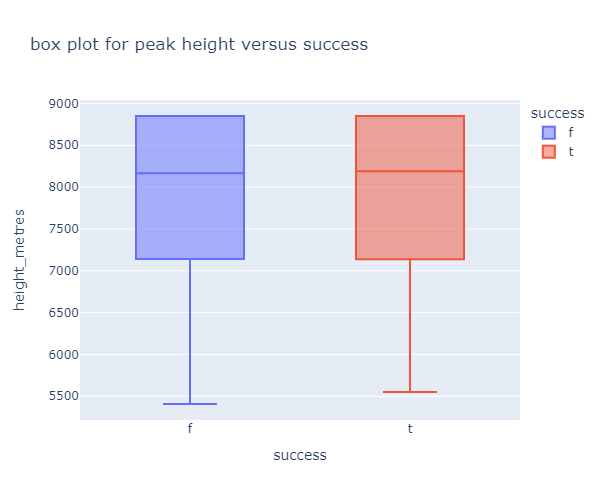 box plot for peak height versus success
success
f
t
height_metres
9000
8500
8000
7500
7000
6500
6000
5500
f
t
success